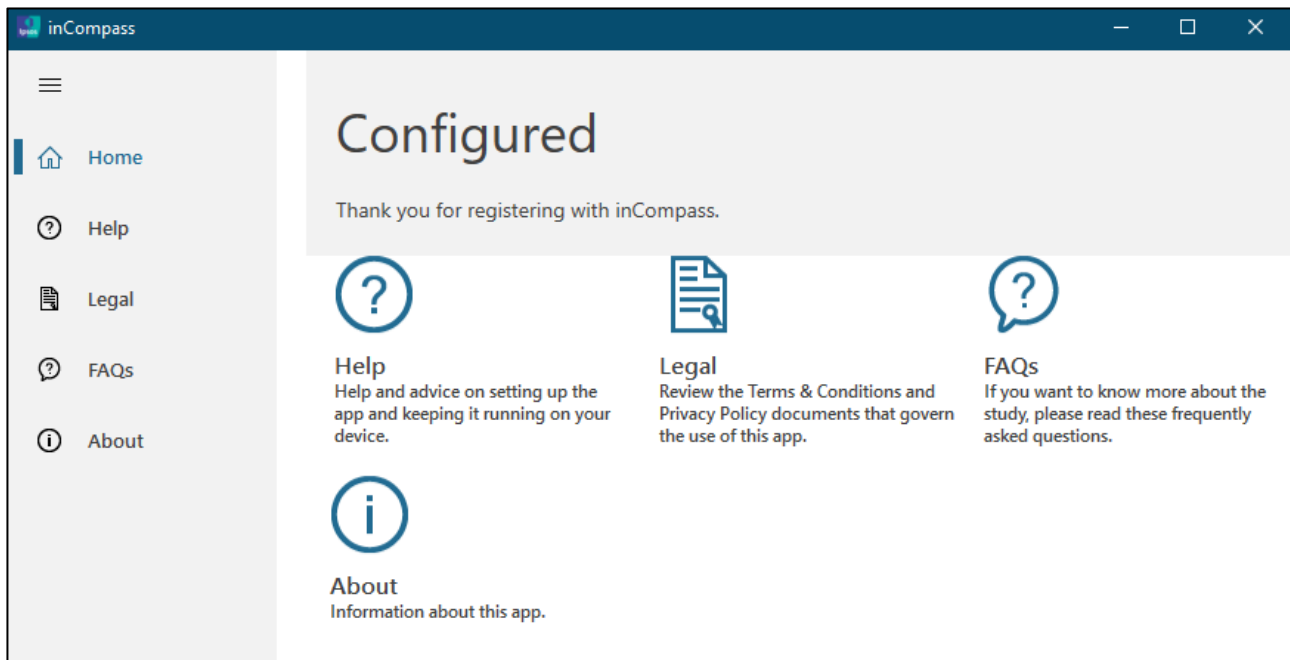 inCompass
Home
Help
Legal
FAQs
About
Configured
Thank you for registering with inCompass.
Help
Help and advice on setting up the
app and keeping it running on your
device.
Legal
Review the Terms & Conditions and
Privacy Policy documents that govern
the use of this app.
FAQs
If you want to know more about the
study, please read these frequently
asked questions.
About
Information about this app.